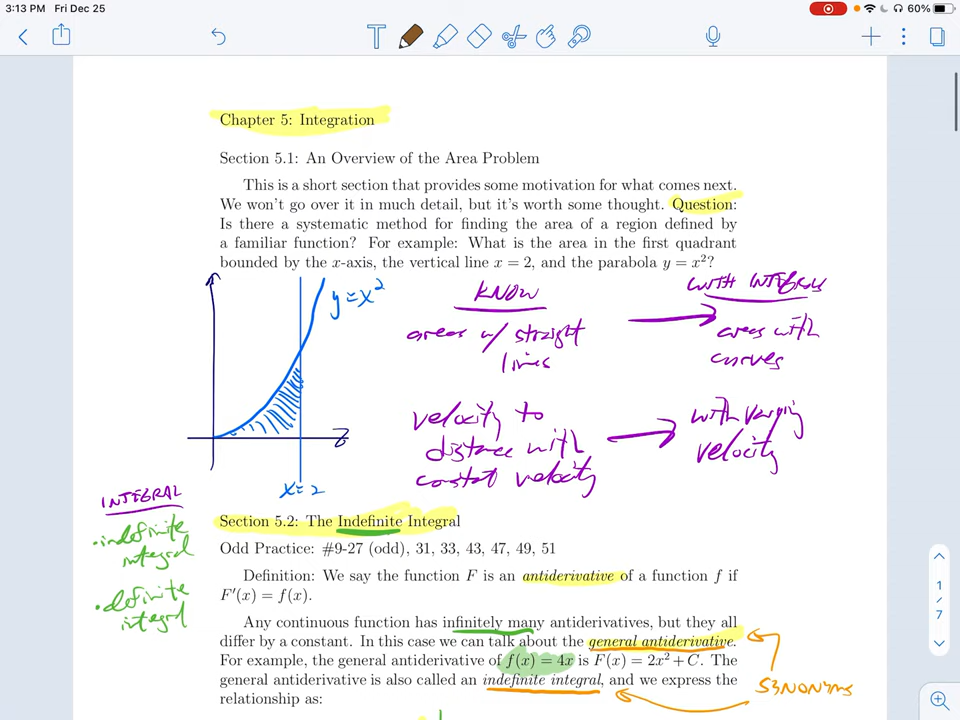 3:13 PM Fri Dec 25
60%
Chapter 5: Integration
Section 5.1: An Overview of the Area Problem
This is a short section that provides some motivation for what comes next.
We won't go over it in much detail, but it's worth some thought. Question:
Is there a systematic method for finding the area of a region defined by
a familiar function? For example: What is the area in the first quadrant
bounded by the x-axis, the vertical line x = 2, and the parabola y = x²?
y=x²
x=2
KNOW
areas w/ straight
lines
WITH INTEGRALS
areas with
curves
velocity to
distance with
constant velocity
with varying
velocity
INTEGRAL
• indefinite
integral
• definite
integral
Section 5.2: The Indefinite Integral
Odd Practice: #9-27 (odd), 31, 33, 43, 47, 49, 51
Definition: We say the function F is an antiderivative of a function f if
F′(x) = f(x).
Any continuous function has infinitely many antiderivatives, but they all
differ by a constant. In this case we can talk about the general antiderivative.
For example, the general antiderivative of f(x) = 4x is F(x) = 2x² + C. The
general antiderivative is also called an indefinite integral, and we express the
relationship as:
SYNONYMS
1
/
7